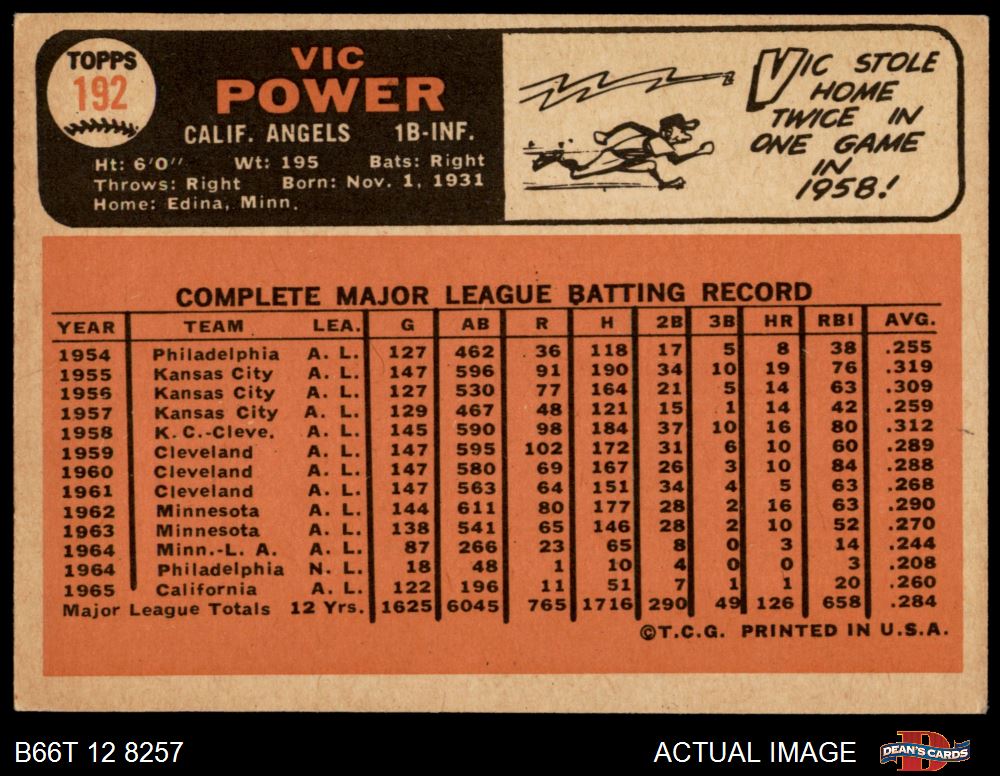 TOPPS
192
VIC
POWER
CALIF. ANGELS 1B-INF.
Ht: 6'0'' Wt: 195 Bats: Right
Throws: Right Born: Nov. 1, 1931
Home: Edina, Minn.
VIC STOLE
HOME
TWICE IN
ONE GAME
IN
1958!
COMPLETE MAJOR LEAGUE BATTING RECORD
YEAR TEAM LEA. G AB R H 2B 3B HR RBI AVG.
1954 Philadelphia A. L. 127 462 36 118 17 5 8 38 .255
1955 Kansas City A. L. 147 596 91 190 34 10 19 76 .319
1956 Kansas City A. L. 127 530 77 164 21 5 14 63 .309
1957 Kansas City A. L. 129 467 48 121 15 1 14 42 .259
1958 K. C.-Cleve. A. L. 145 590 98 184 37 10 16 80 .312
1959 Cleveland A. L. 147 595 102 172 31 6 10 60 .289
1960 Cleveland A. L. 147 580 69 167 26 3 10 84 .288
1961 Cleveland A. L. 147 563 64 151 34 4 5 63 .268
1962 Minnesota A. L. 144 611 80 177 28 2 16 63 .290
1963 Minnesota A. L. 138 541 65 146 28 2 10 52 .270
1964 Minn.-L. A. A. L. 87 266 23 65 8 0 3 14 .244
1964 Philadelphia N. L. 18 48 1 10 4 0 0 3 .208
1965 California A. L. 122 196 11 51 7 1 1 20 .260
Major League Totals 12 Yrs. 1625 6045 765 1716 290 49 126 658 .284
©T.C.G. PRINTED IN U.S.A.
B66T 12 8257
ACTUAL IMAGE
DEAN'S CARDS